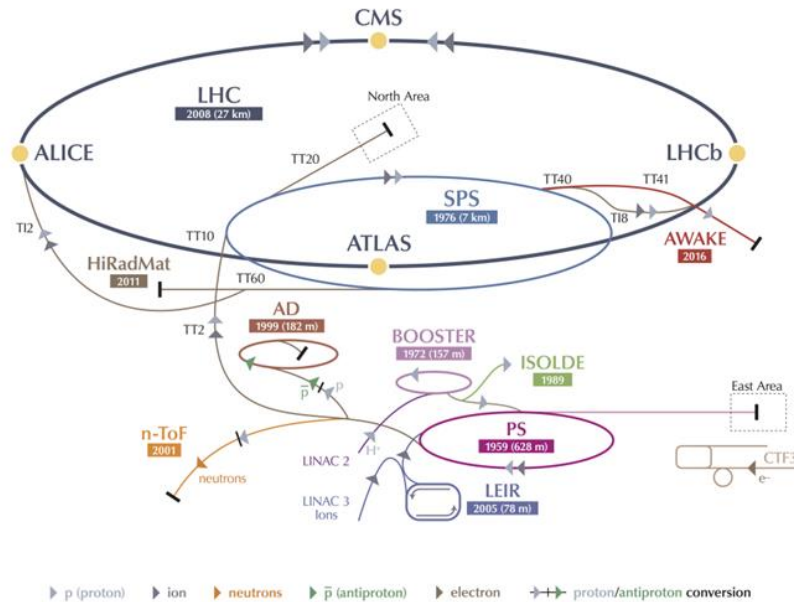 CMS
LHC
2008 (27 km)
North Area
ALICE
TT20
LHCb
TT40
TT41
SPS
1976 (7 km)
TI8
TI2
TT10
ATLAS
AWAKE
2016
HiRadMat
2011
TT60
AD
1999 (182 m)
TT2
BOOSTER
1972 (157 m)
ISOLDE
1989
p̅
p
East Area
n-ToF
2001
PS
1959 (628 m)
LINAC 2
H⁺
neutrons
CTF3
e⁻
LINAC 3
Ions
LEIR
2005 (78 m)
p (proton)
ion
neutrons
p̅ (antiproton)
electron
proton/antiproton conversion